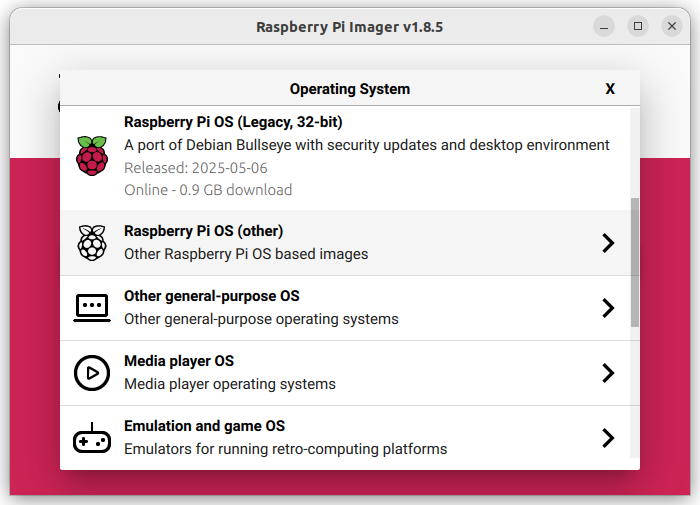 Raspberry Pi Imager v1.8.5
Operating System
X
Raspberry Pi OS (Legacy, 32-bit)
A port of Debian Bullseye with security updates and desktop environment
Released: 2025-05-06
Online - 0.9 GB download
Raspberry Pi OS (other)
Other Raspberry Pi OS based images
Other general-purpose OS
Other general-purpose operating systems
Media player OS
Media player operating systems
Emulation and game OS
Emulators for running retro-computing platforms